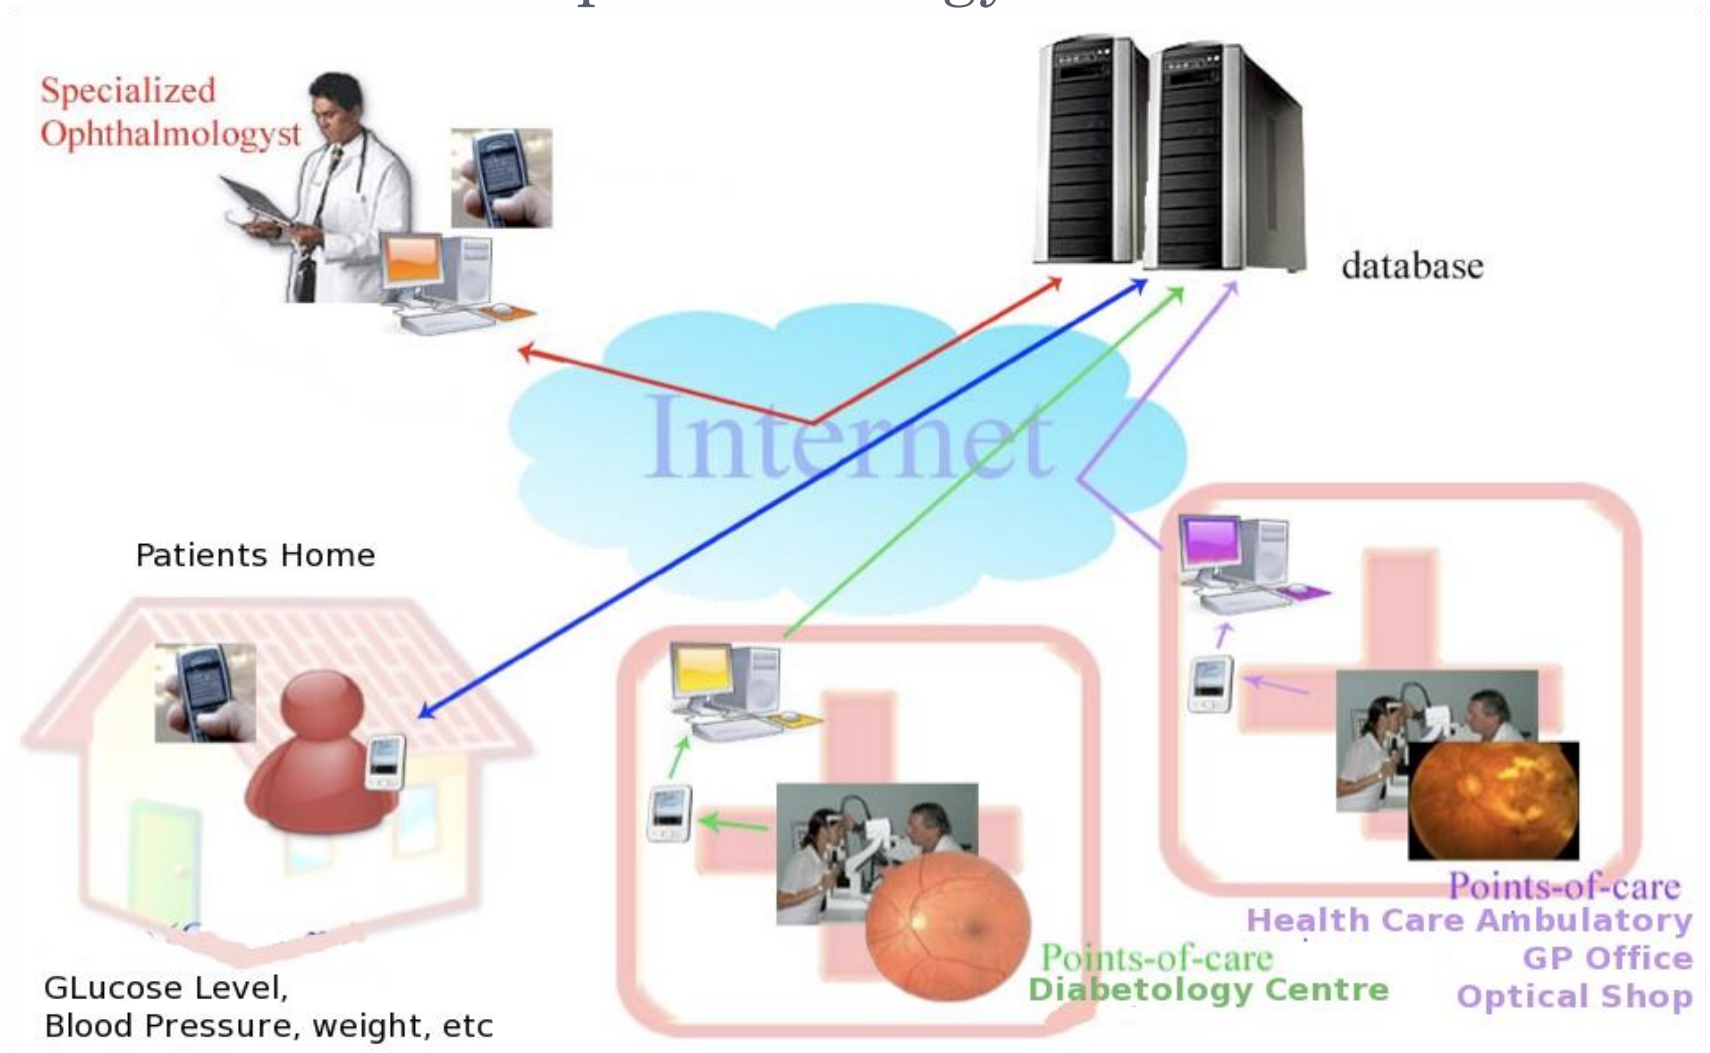 Specialized
Ophthalmologyst
database
Internet
Patients Home
GLucose Level,
Blood Pressure, weight, etc
Points-of-care
Diabetology Centre
Points-of-care
Health Care Ambulatory
GP Office
Optical Shop